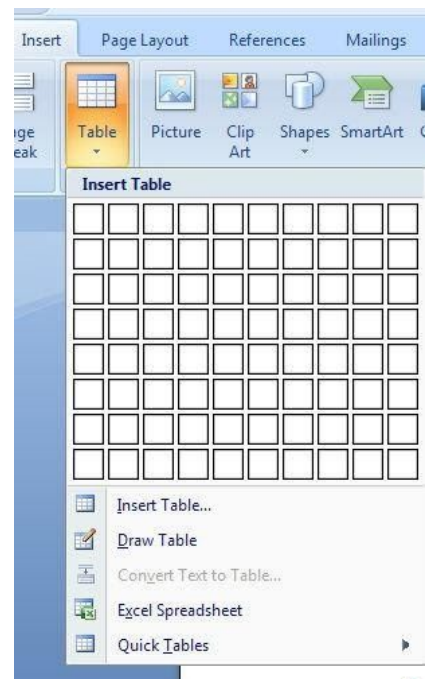 Insert Page Layout References Mailings
Table Picture Clip Art Shapes SmartArt
Insert Table
Insert Table...
Draw Table
Convert Text to Table...
Excel Spreadsheet
Quick Tables